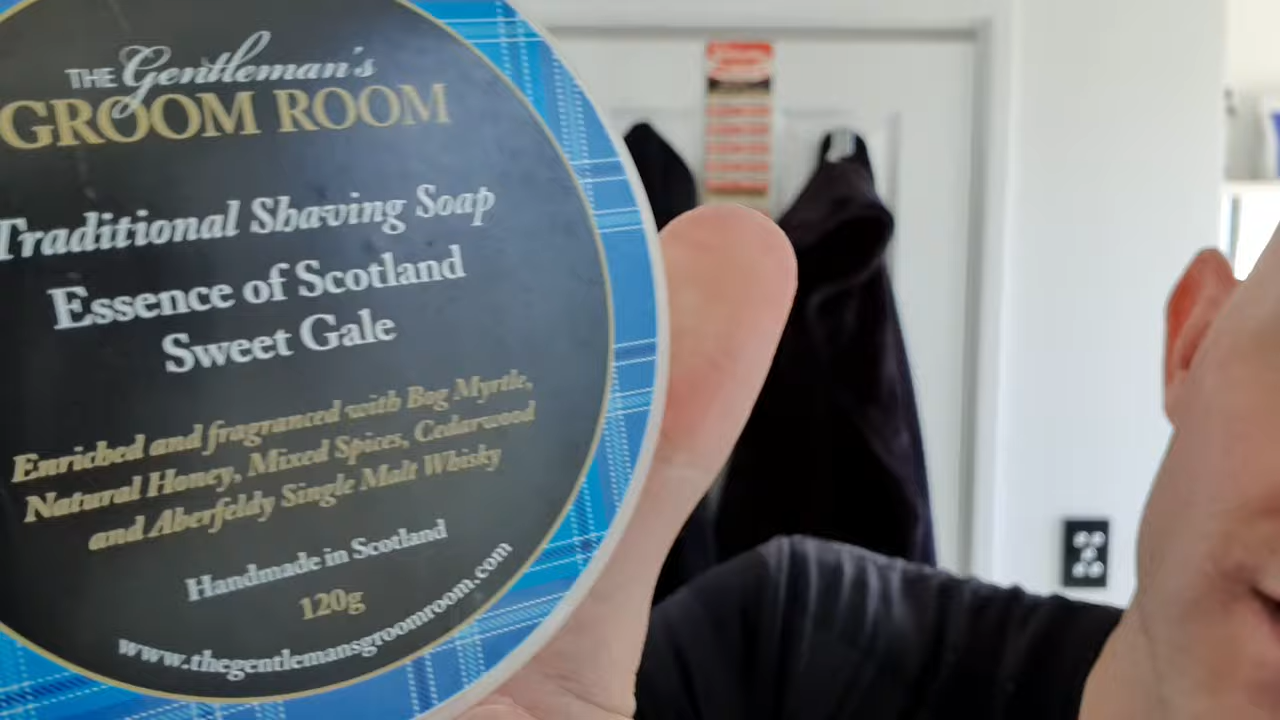 THE Gentleman's
GROOM ROOM
Traditional Shaving Soap
Essence of Scotland
Sweet Gale
Enriched and fragranced with Bog Myrtle,
Natural Honey, Mixed Spices, Cedarwood
and Aberfeldy Single Malt Whisky
Handmade in Scotland
120g
www.thegentlemansgroomroom.com